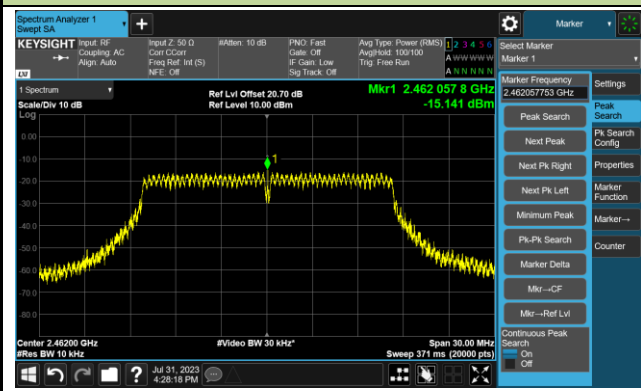 Spectrum Analyzer 1
Swept SA
+
Marker
KEYSIGHT
Input: RF
Coupling: AC
Align: Auto
Input Z: 50 Ω
Corr CCorr
Freq Ref: Int (S)
NFE: Off
#Atten: 10 dB
PNO: Fast
Gate: Off
IF Gain: Low
Sig Track: Off
Avg Type: Power (RMS)
Avg|Hold: 100/100
Trig: Free Run
1 2 3 4 5 6
A W W W W W
A N N N N N
LXI
Select Marker
Marker 1
1 Spectrum
Scale/Div 10 dB
Log
Ref Lvl Offset 20.70 dB
Ref Level 10.00 dBm
Mkr1 2.462 057 8 GHz
-15.141 dBm
0.00
-10.0
-20.0
-30.0
-40.0
-50.0
-60.0
-70.0
-80.0
1
Center 2.46200 GHz
#Res BW 10 kHz
#Video BW 30 kHz*
Span 30.00 MHz
Sweep 371 ms (20000 pts)
Marker Frequency
2.462057753 GHz
Peak Search
Next Peak
Next Pk Right
Next Pk Left
Minimum Peak
Pk-Pk Search
Marker Delta
Mkr→CF
Mkr→Ref Lvl
Continuous Peak
Search
On
Off
Settings
Peak
Search
Pk Search
Config
Properties
Marker
Function
Marker→
Counter
?
Jul 31, 2023
4:28:18 PM